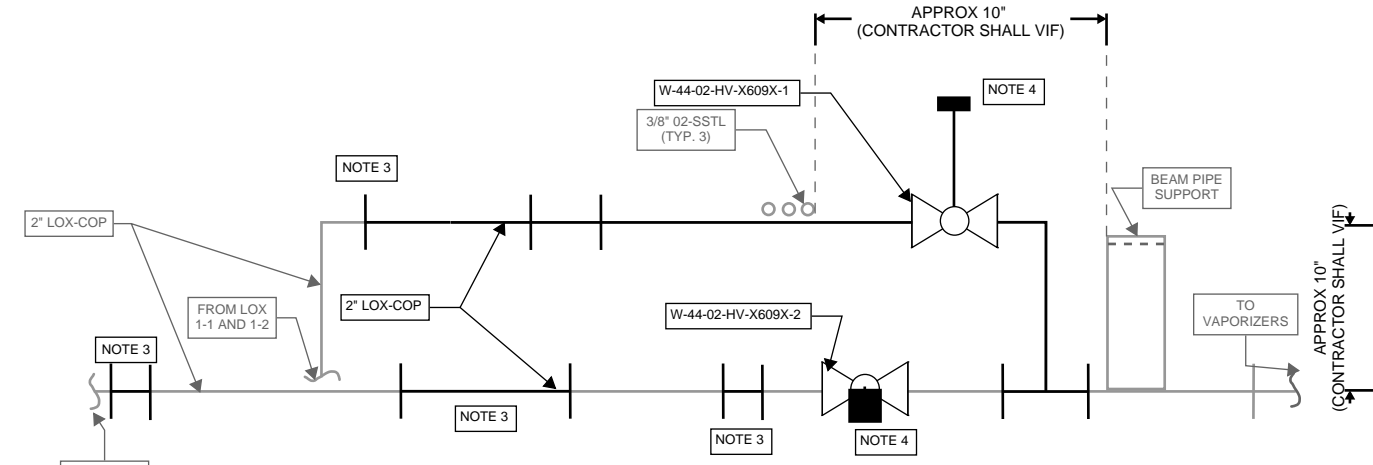 APPROX 10"
(CONTRACTOR SHALL VIF)
W-44-02-HV-X609X-1
NOTE 4
3/8" 02-SSTL
(TYP. 3)
NOTE 3
BEAM PIPE
SUPPORT
2" LOX-COP
FROM LOX
1-1 AND 1-2
2" LOX-COP
W-44-02-HV-X609X-2
TO
VAPORIZERS
APPROX 10"
(CONTRACTOR SHALL VIF)
NOTE 3
NOTE 3
NOTE 3
NOTE 4